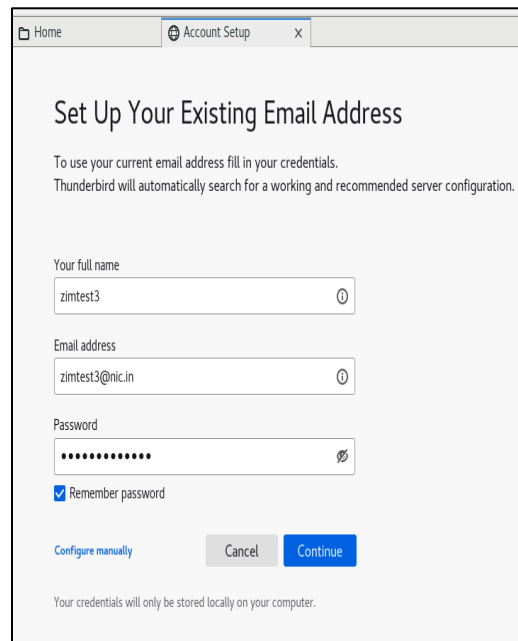 Home
Account Setup
Set Up Your Existing Email Address
To use your current email address fill in your credentials.
Thunderbird will automatically search for a working and recommended server configuration.
Your full name
zimtest3
Email address
zimtest3@nic.in
Password
•••••••••••••
Remember password
Configure manually
Cancel
Continue
Your credentials will only be stored locally on your computer.